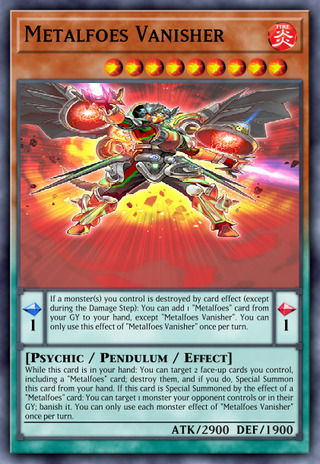 Metalfoes Vanisher
FIRE
炎
If a monster(s) you control is destroyed by card effect (except
during the Damage Step): You can add 1 "Metalfoes" card from
your GY to your hand, except "Metalfoes Vanisher". You can
only use this effect of "Metalfoes Vanisher" once per turn.
1
1
[Psychic / Pendulum / Effect]
While this card is in your hand: You can target 2 face-up cards you control,
including a "Metalfoes" card; destroy them, and if you do, Special Summon
this card from your hand. If this card is Special Summoned by the effect of a
"Metalfoes" card: You can target 1 monster your opponent controls or in their
GY; banish it. You can only use each monster effect of "Metalfoes Vanisher"
once per turn.
ATK/2900 DEF/1900